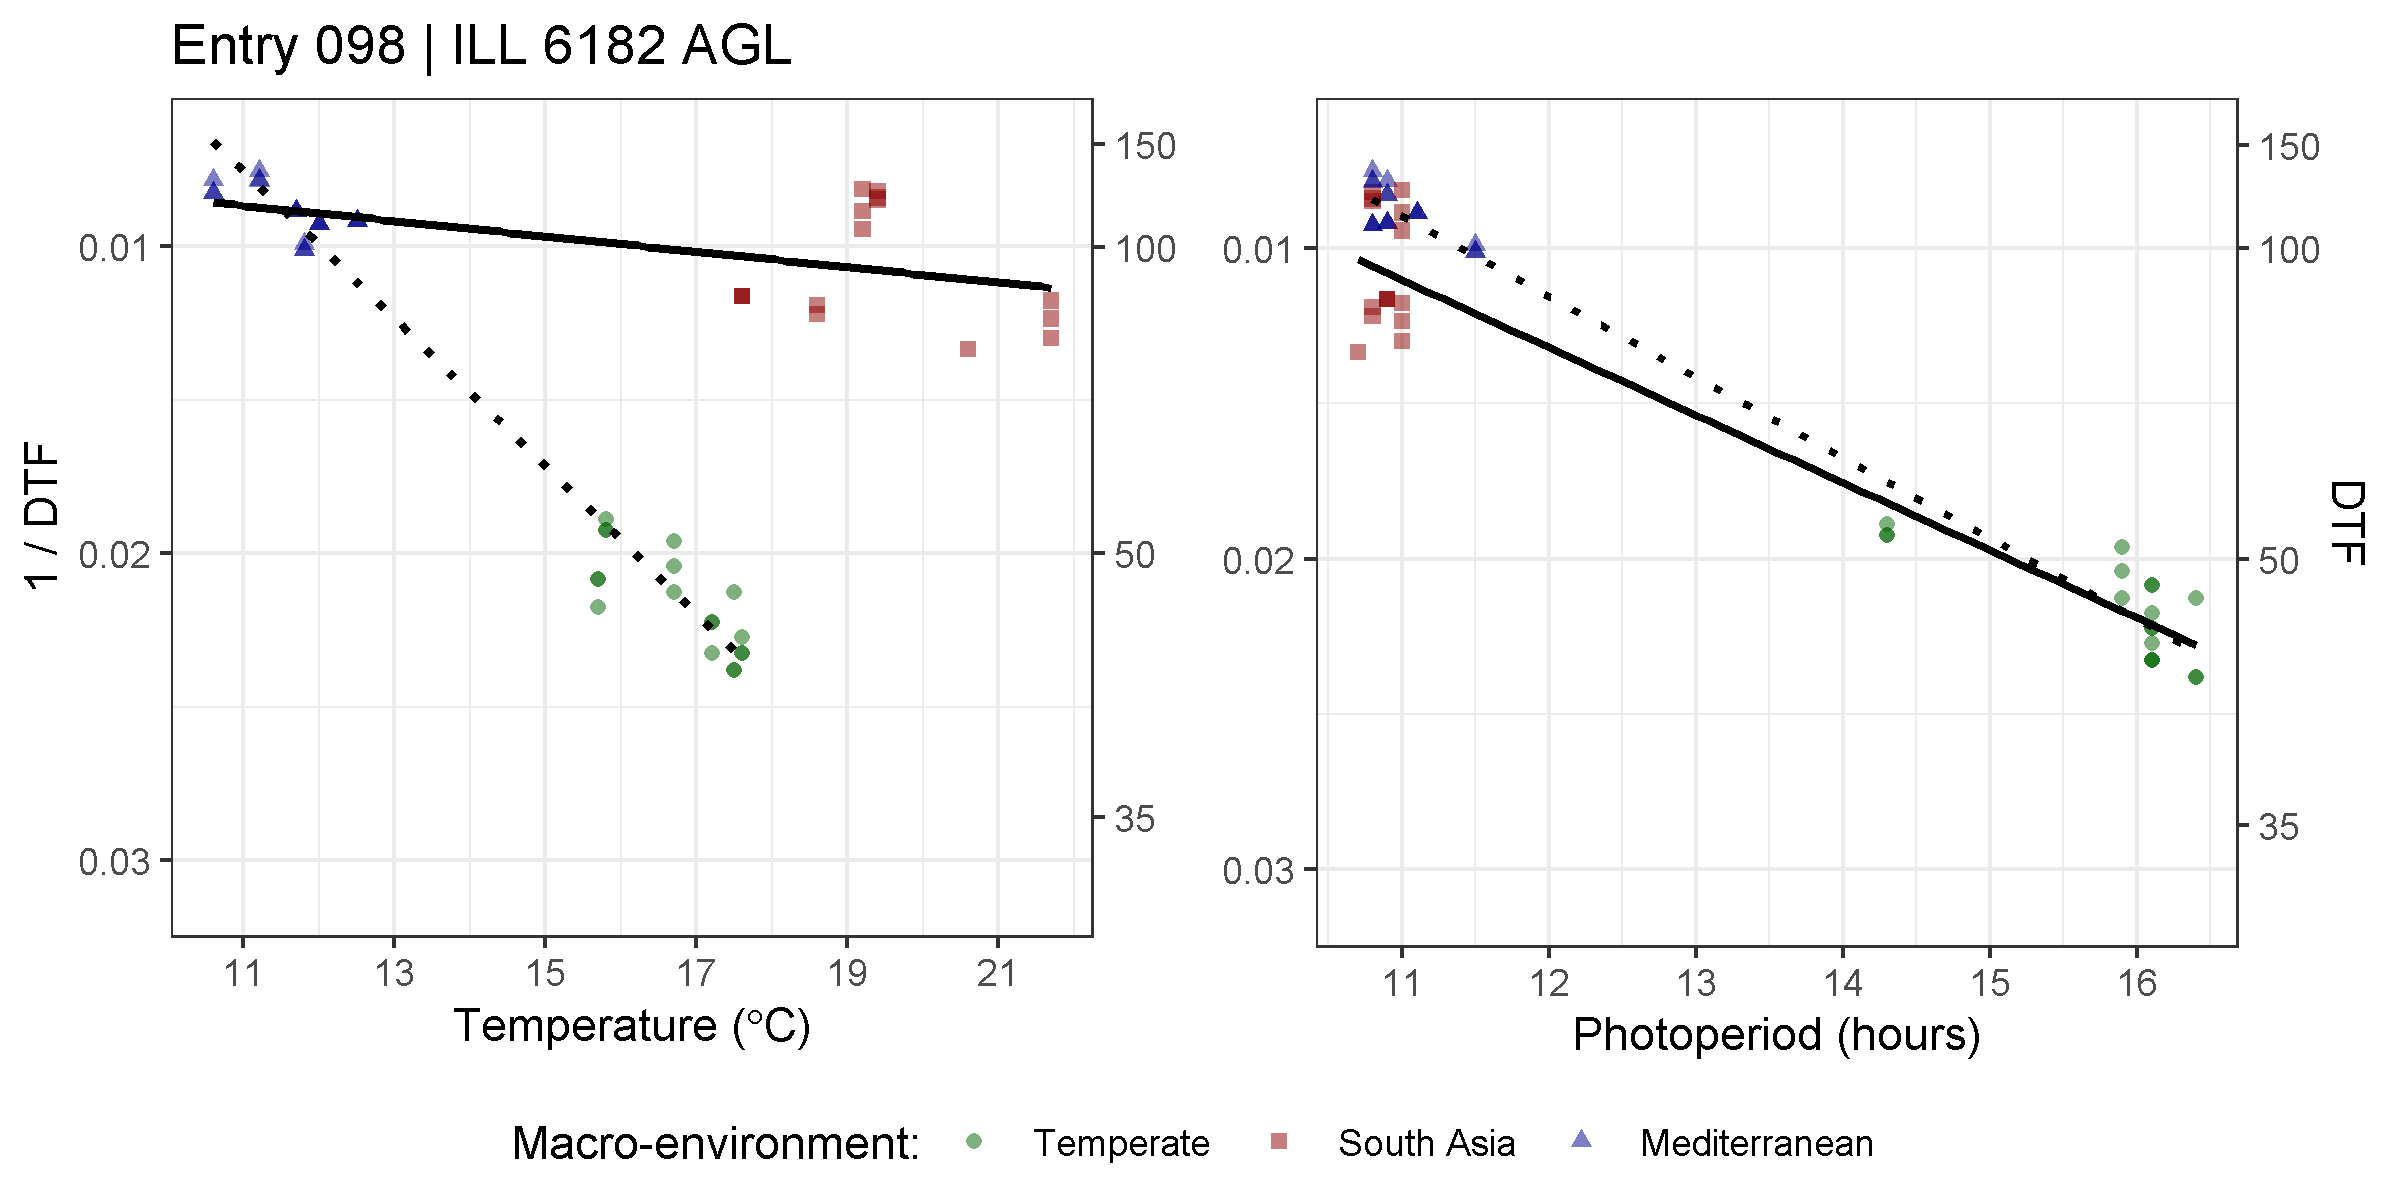 Entry 098 | ILL 6182 AGL
1 / DTF
0.01
0.02
0.03
150
100
50
35
11 13 15 17 19 21
Temperature (°C)
0.01
0.02
0.03
150
100
50
35
DTF
11 12 13 14 15 16
Photoperiod (hours)
Macro-environment: Temperate South Asia Mediterranean